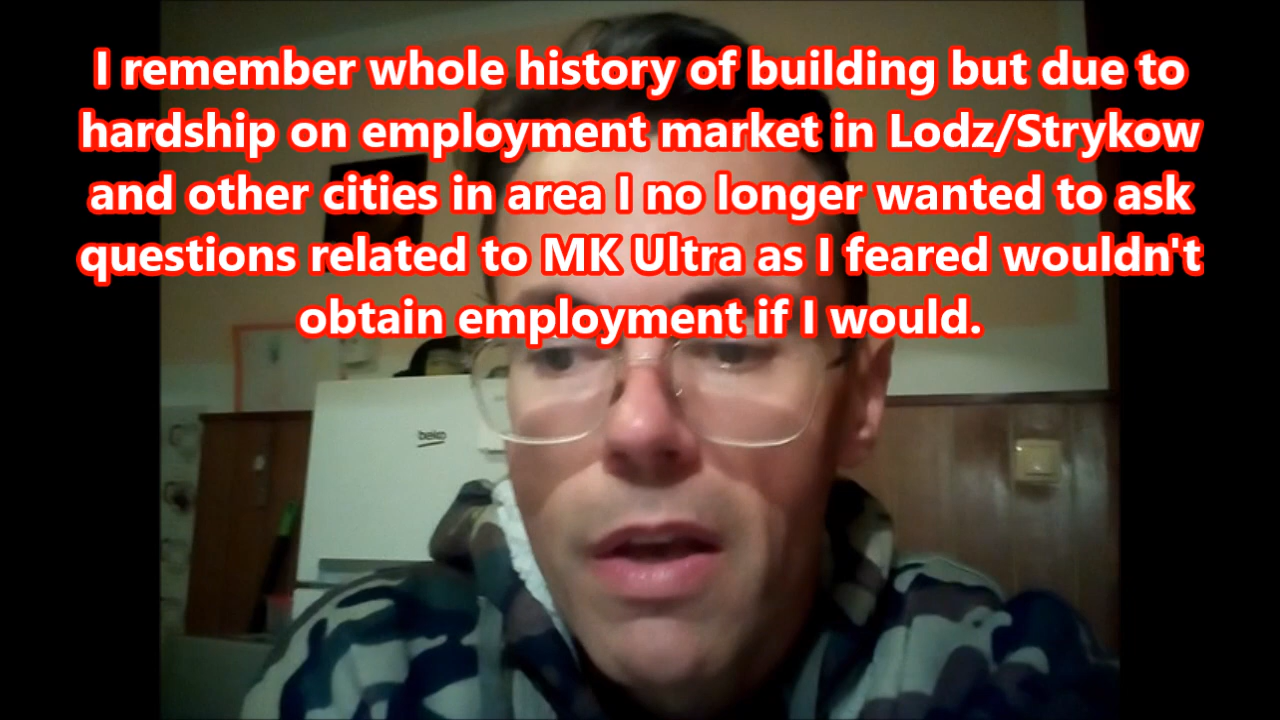 I remember whole history of building but due to
hardship on employment market in Lodz/Strykow
and other cities in area I no longer wanted to ask
questions related to MK Ultra as I feared wouldn't
obtain employment if I would.
beko